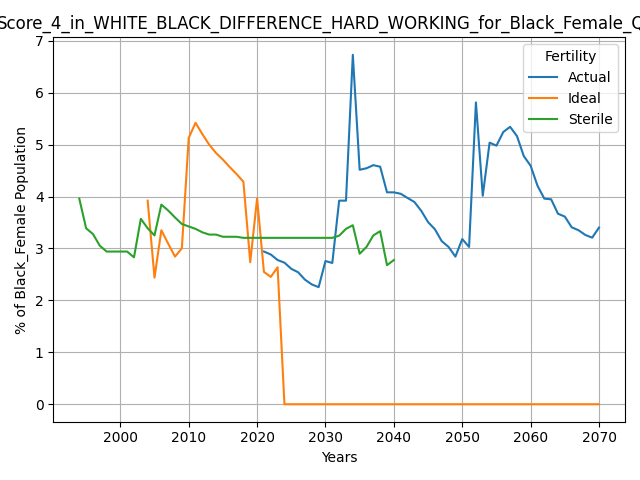 Score_4_in_WHITE_BLACK_DIFFERENCE_HARD_WORKING_for_Black_Female_Q
7
6
5
4
3
2
1
0
% of Black_Female Population
Fertility
Actual
Ideal
Sterile
2000 2010 2020 2030 2040 2050 2060 2070
Years